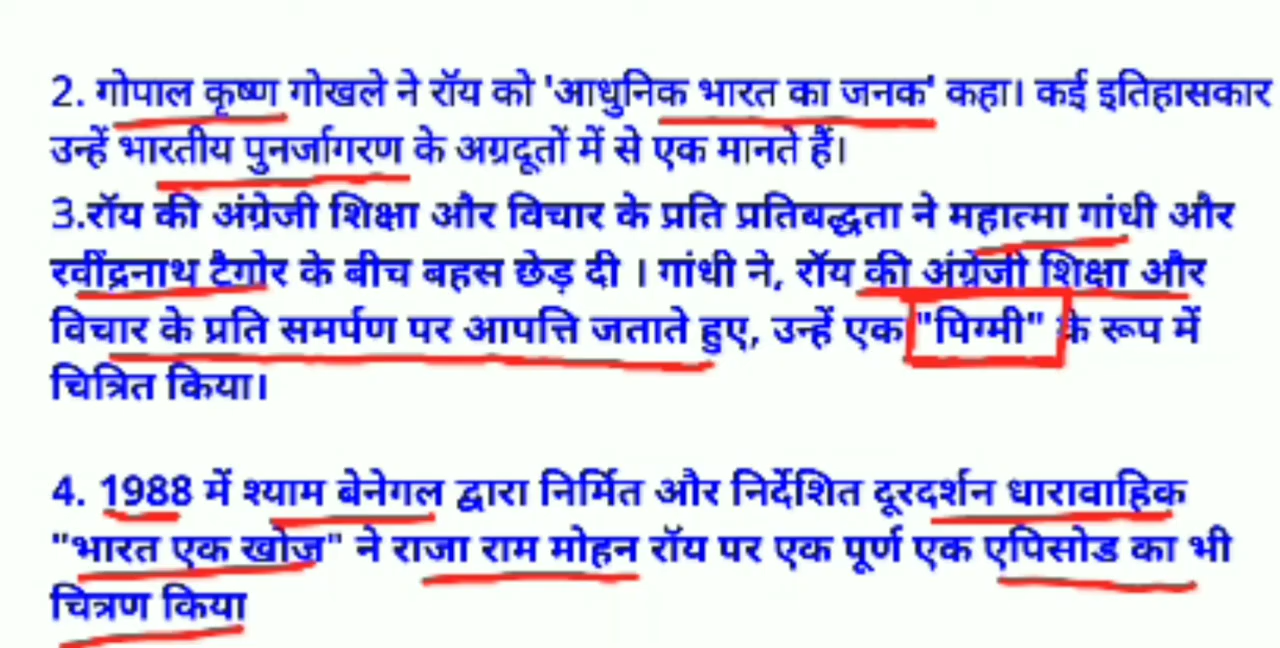 2. गोपाल कृष्ण गोखले ने रॉय को 'आधुनिक भारत का जनक' कहा। कई इतिहासकार
उन्हें भारतीय पुनर्जागरण के अग्रदूतों में से एक मानते हैं।
3.रॉय की अंग्रेजी शिक्षा और विचार के प्रति प्रतिबद्धता ने महात्मा गांधी और
रवींद्रनाथ टैगोर के बीच बहस छेड़ दी । गांधी ने, रॉय की अंग्रेजी शिक्षा और
विचार के प्रति समर्पण पर आपत्ति जताते हुए, उन्हें एक "पिग्मी" के रूप में
चित्रित किया।
4. 1988 में श्याम बेनेगल द्वारा निर्मित और निर्देशित दूरदर्शन धारावाहिक
"भारत एक खोज" ने राजा राम मोहन रॉय पर एक पूर्ण एक एपिसोड का भी
चित्रण किया